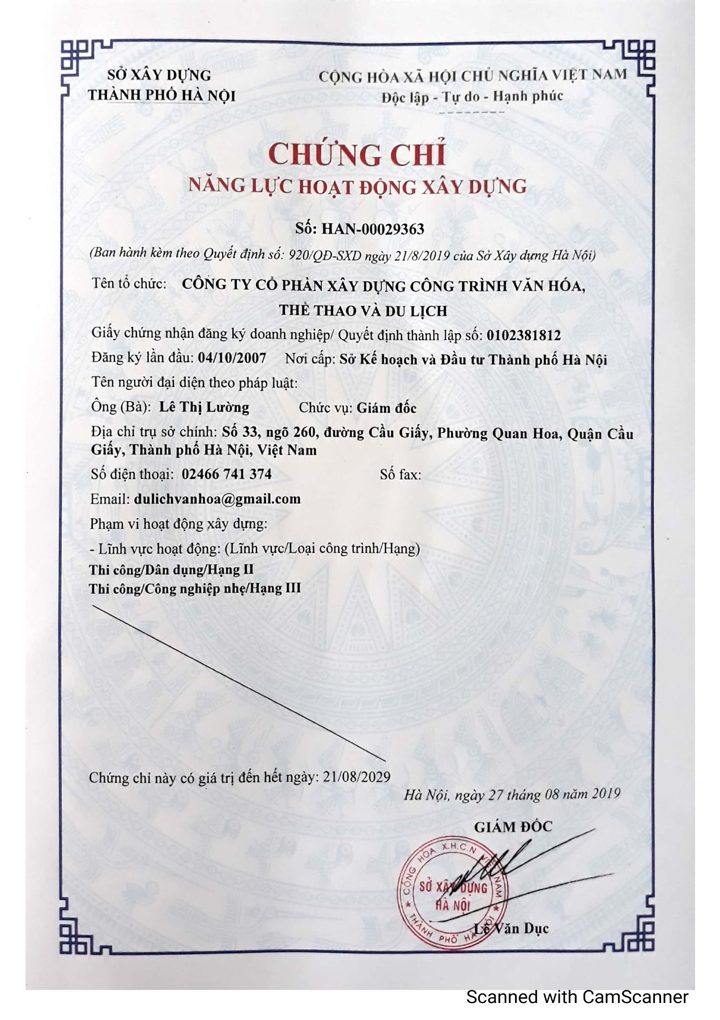 SỞ XÂY DỰNG
THÀNH PHỐ HÀ NỘI
CỘNG HÒA XÃ HỘI CHỦ NGHĨA VIỆT NAM
Độc lập - Tự do - Hạnh phúc
CHỨNG CHỈ
NĂNG LỰC HOẠT ĐỘNG XÂY DỰNG
Số: HAN-00029363
(Ban hành kèm theo Quyết định số: 920/QĐ-SXD ngày 21/8/2019 của Sở Xây dựng Hà Nội)
Tên tổ chức: CÔNG TY CỔ PHẦN XÂY DỰNG CÔNG TRÌNH VĂN HÓA,
THỂ THAO VÀ DU LỊCH
Giấy chứng nhận đăng ký doanh nghiệp/ Quyết định thành lập số: 0102381812
Đăng ký lần đầu: 04/10/2007 Nơi cấp: Sở Kế hoạch và Đầu tư Thành phố Hà Nội
Tên người đại diện theo pháp luật:
Ông (Bà): Lê Thị Lường Chức vụ: Giám đốc
Địa chỉ trụ sở chính: Số 33, ngõ 260, đường Cầu Giấy, Phường Quan Hoa, Quận Cầu
Giấy, Thành phố Hà Nội, Việt Nam
Số điện thoại: 02466 741 374 Số fax:
Email: dulichvanhoa@gmail.com
Phạm vi hoạt động xây dựng:
- Lĩnh vực hoạt động: (Lĩnh vực/Loại công trình/Hạng)
Thi công/Dân dụng/Hạng II
Thi công/Công nghiệp nhẹ/Hạng III
Chứng chỉ này có giá trị đến hết ngày: 21/08/2029
Hà Nội, ngày 27 tháng 08 năm 2019
GIÁM ĐỐC
CỘNG HÒA X.H.C.N VIỆT NAM
SỞ XÂY DỰNG
HÀ NỘI
THÀNH PHỐ HÀ NỘI
Lê Văn Dục
Scanned with CamScanner